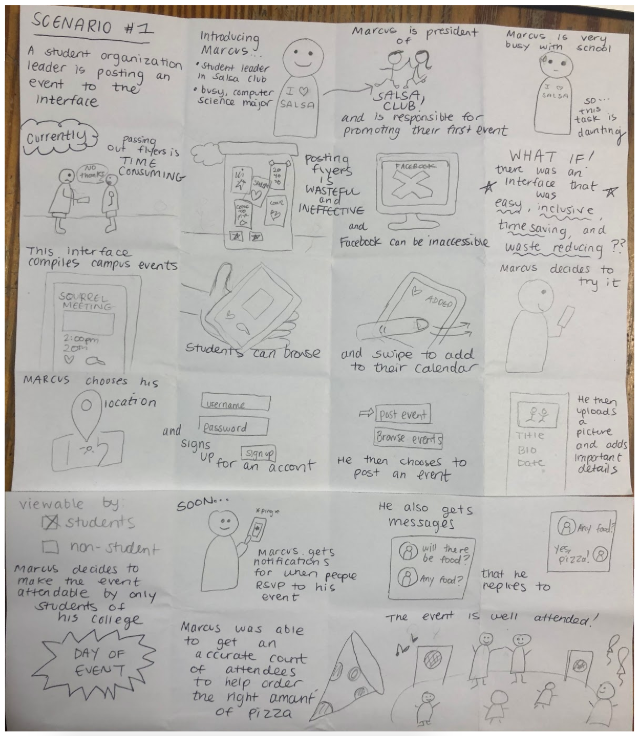 SCENARIO #1
A student organization
leader is posting an
event to the
interface
Introducing
Marcus...
• student leader
in Salsa Club
• busy, computer
science major
I ♡
SALSA
Marcus is president
of
SALSA
CLUB!
and is responsible for
promoting their first event
Marcus is very
busy with school
I ♡
SALSA
SO...
THIS
task is
daunting
Currently
passing
out flyers is
TIME
CONSUMING
NO
THANKS
POSTING
flyers
IS
WASTEFUL
and
INEFFECTIVE
SALSA
FACEBOOK
and
Facebook can be inaccessible
WHAT IF!
there was an
interface that
was
easy, inclusive,
time saving, and
waste reducing ??
This interface
compiles campus events
SQUIRREL
MEETING
2:00pm
Students can browse
ADDED
and swipe to add
to their calendar
Marcus decides to
try it
MARCUS chooses his
location
and
signs
up
for an account
username
password
sign up
post event
Browse events
He then chooses to
post an event
TITLE
BIO
Date
He then
uploads
a
picture
and adds
important
details
viewable by
students
non-student
Marcus decides to
make the event
attendable by only
students of
his college
SOON...
Marcus gets
notifications
for when people
RSVP to his
event
He also gets
messages
will there
be food?
Any food?
that he
replies to
Any food?
yes,
pizza!
DAY OF
EVENT
Marcus was able
to get an
accurate count
of attendees
to help order
the right amount
of pizza
The event is well attended!